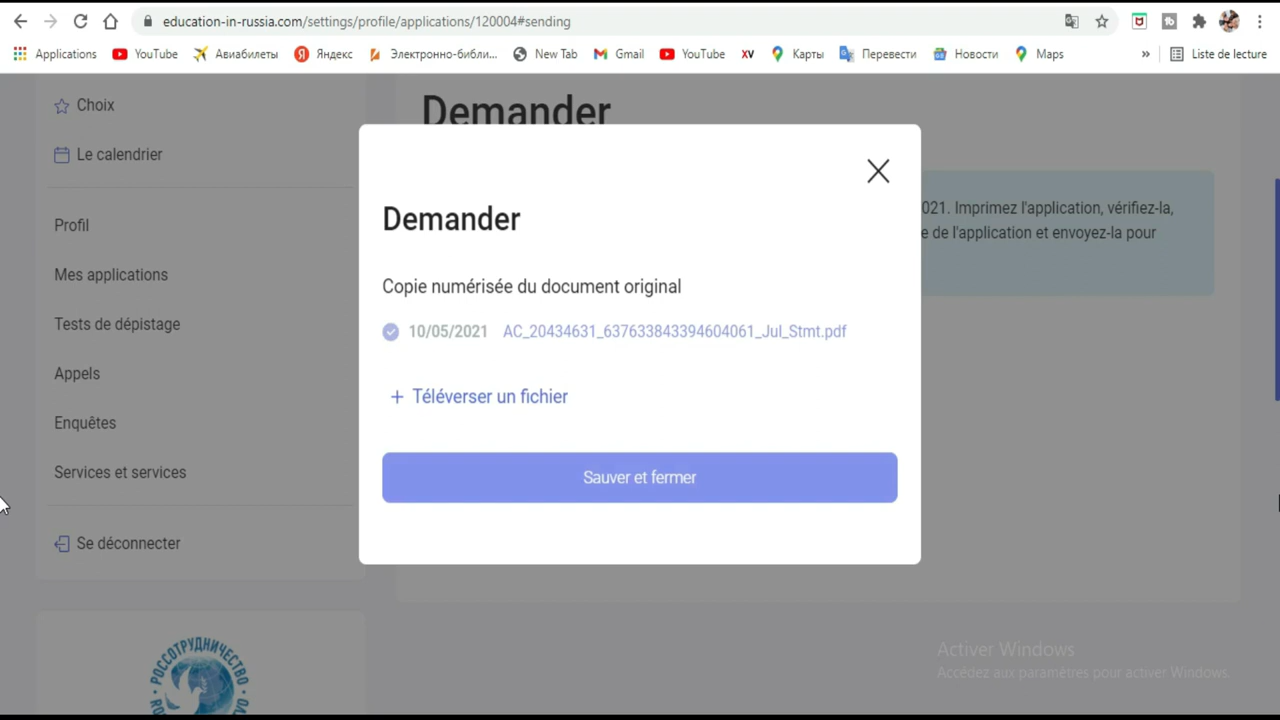 education-in-russia.com/settings/profile/applications/120004#sending
Applications YouTube Авиабилеты Яндекс Электронно-библи... New Tab Gmail YouTube XV Карты Перевести Новости Maps » Liste de lecture
Choix
Le calendrier
Profil
Mes applications
Tests de dépistage
Appels
Enquêtes
Services et services
Se déconnecter
РОССОТРУДНИЧЕСТВО
Demander
021. Imprimez l'application, vérifiez-la,
e de l'application et envoyez-la pour
Demander
Copie numérisée du document original
10/05/2021 AC_20434631_637633843394604061_Jul_Stmt.pdf
+ Téléverser un fichier
Sauver et fermer
Activer Windows
Accédez aux paramètres pour activer Windows.